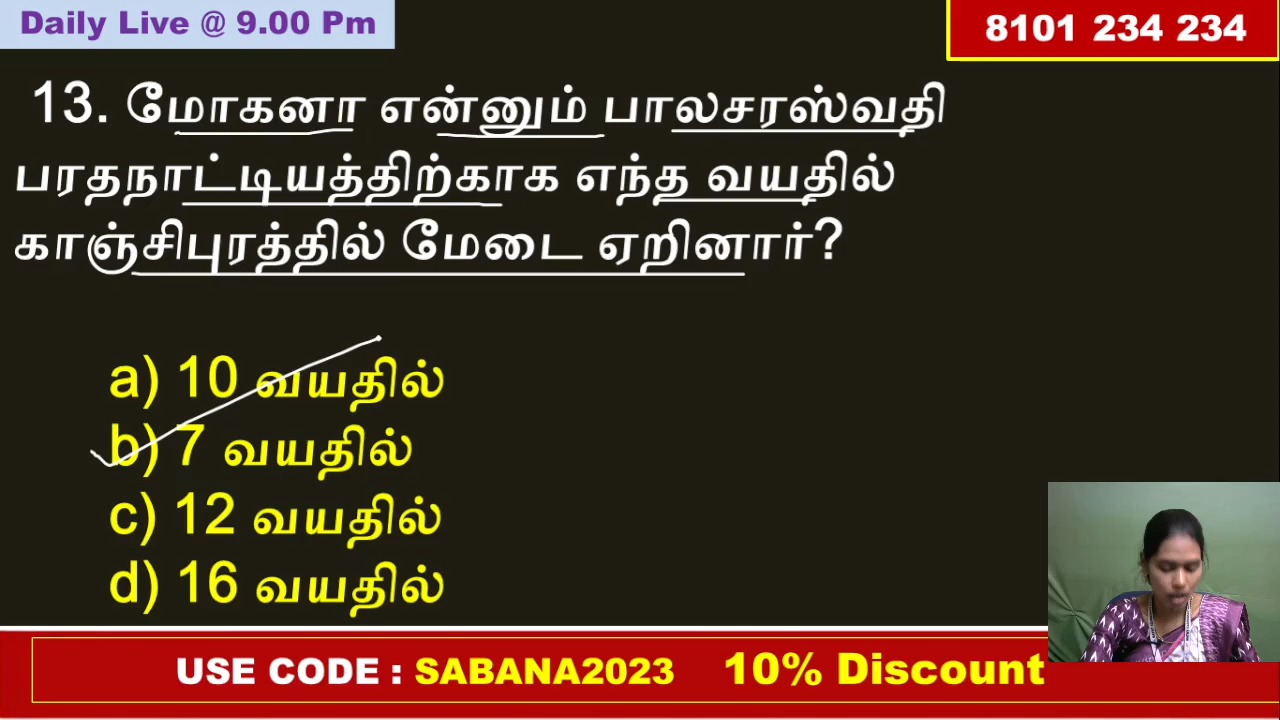 Daily Live @ 9.00 Pm
8101 234 234
13. மோகனா என்னும் பாலசரஸ்வதி
பரதநாட்டியத்திற்காக எந்த வயதில்
காஞ்சிபுரத்தில் மேடை ஏறினார்?
a) 10 வயதில்
b) 7 வயதில்
c) 12 வயதில்
d) 16 வயதில்
USE CODE : SABANA2023 10% Discount